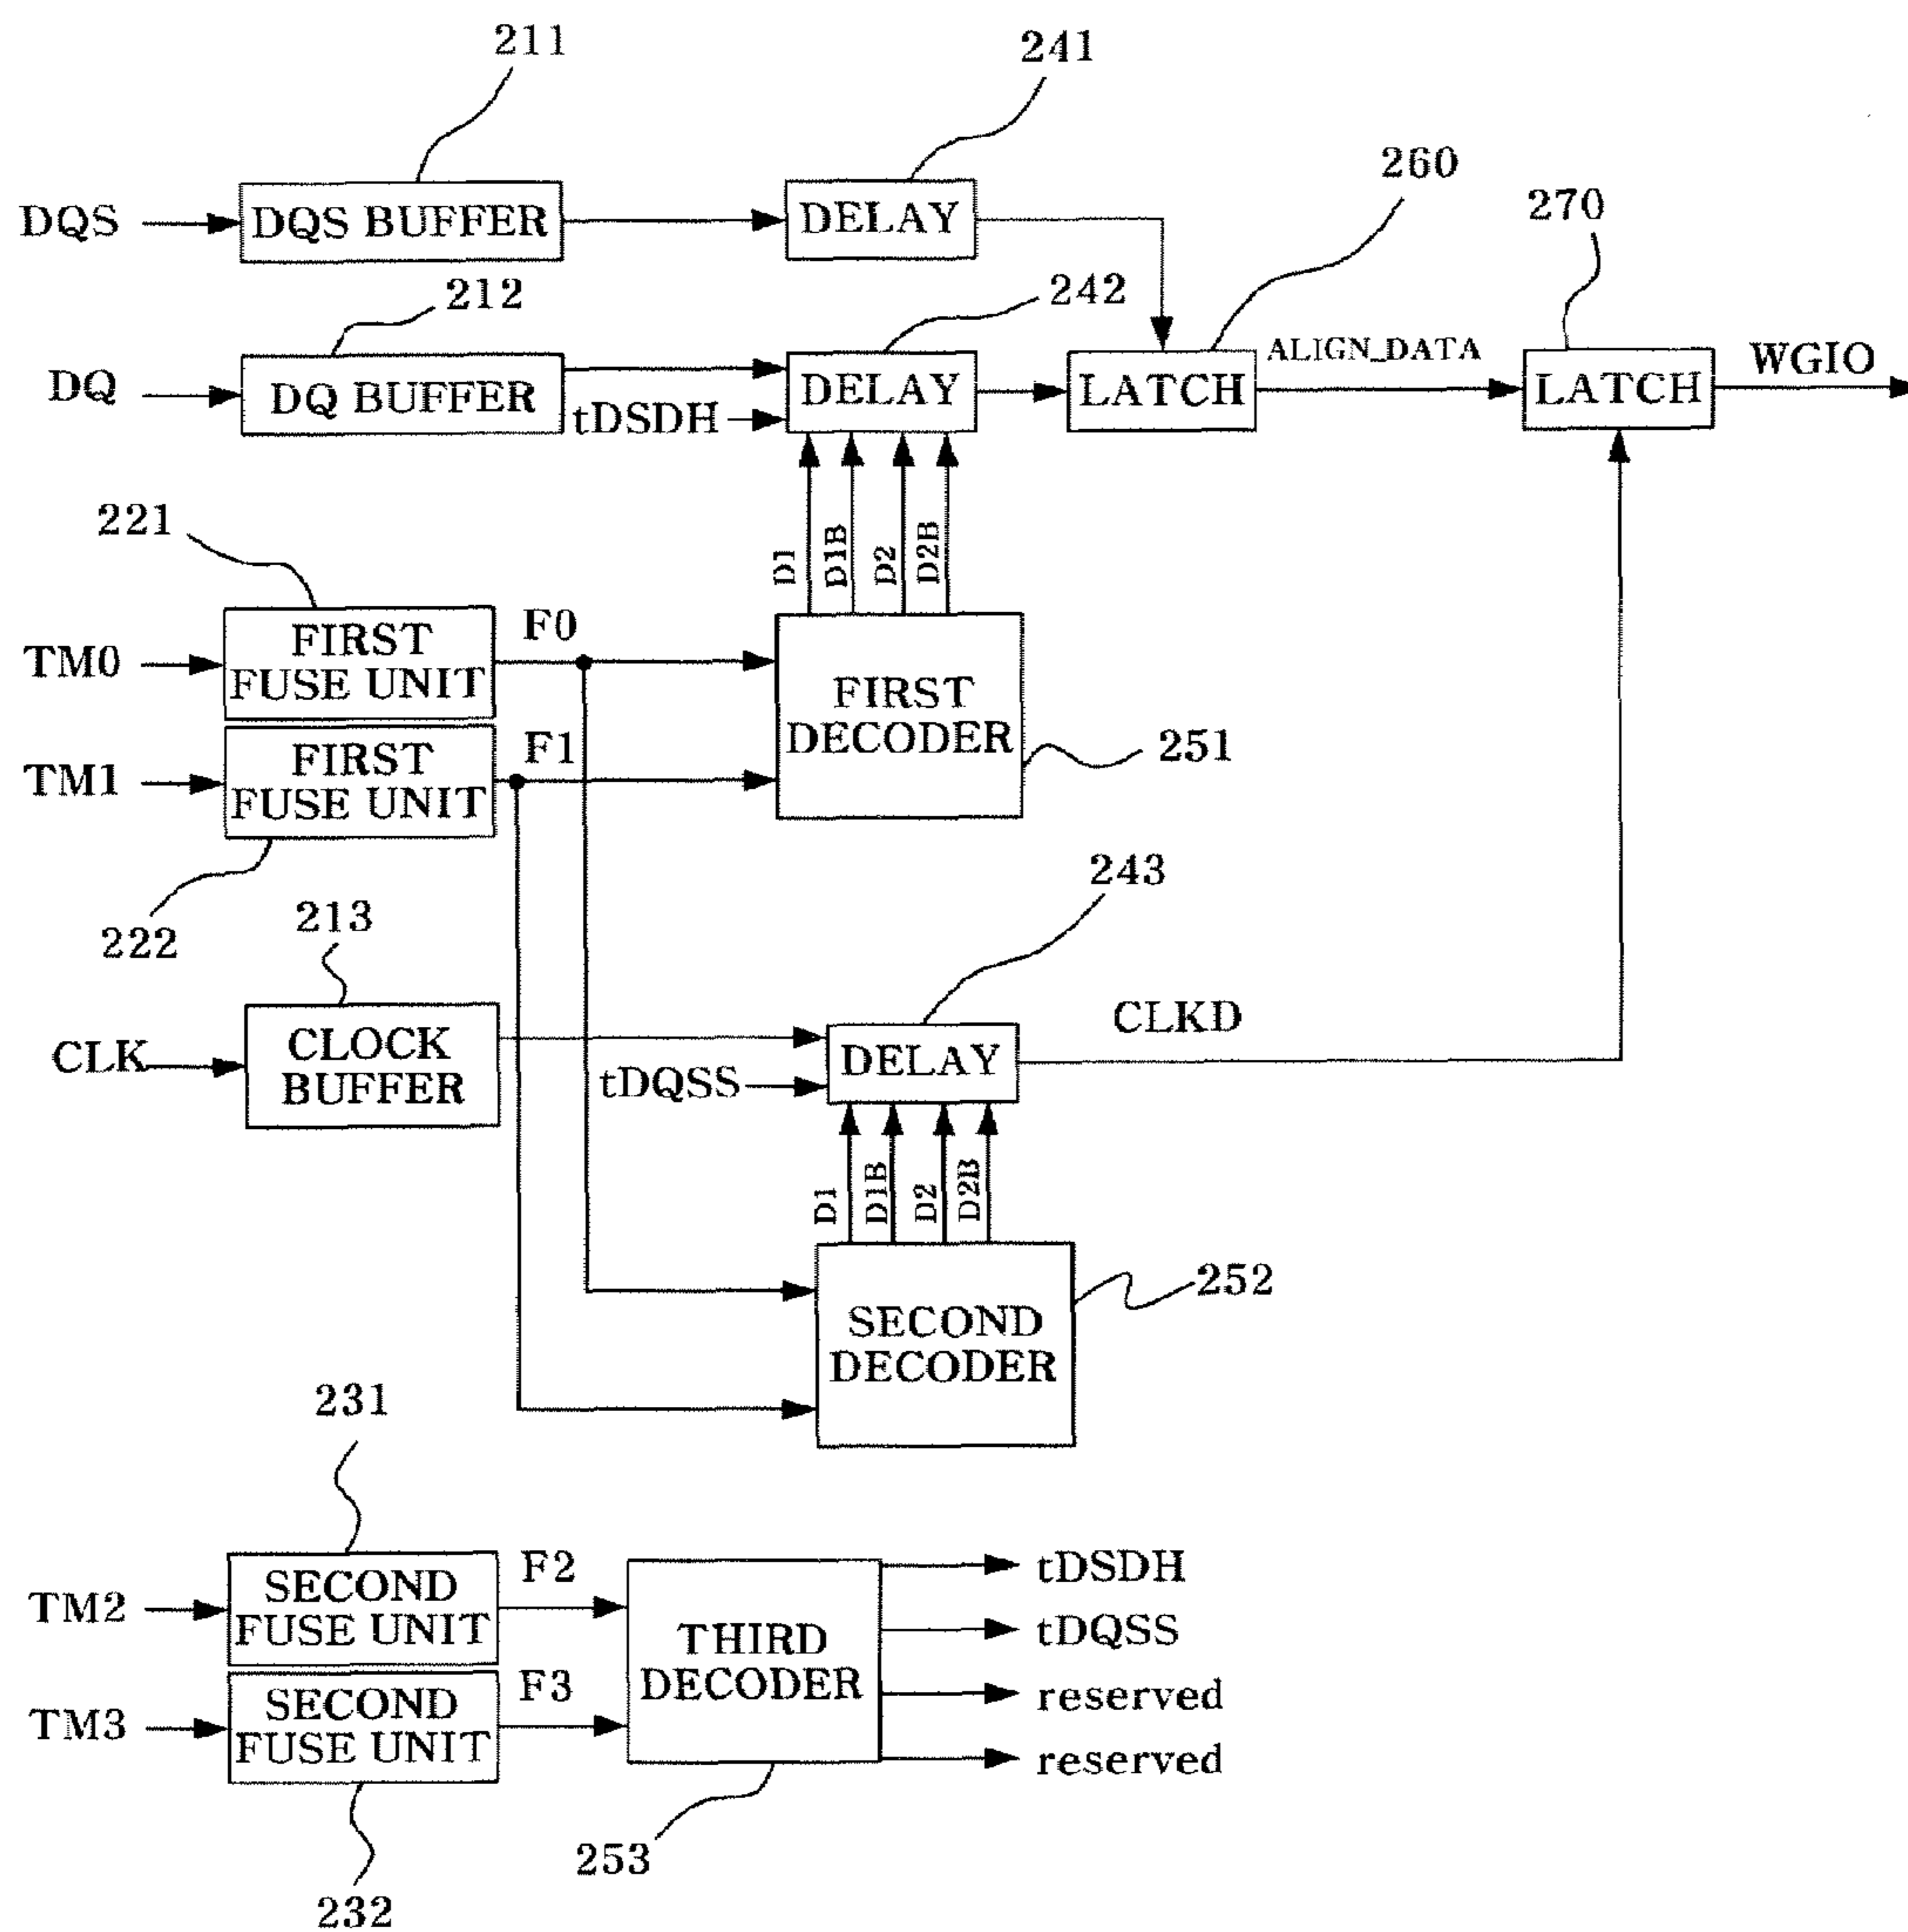 211
241
260
270
DQS
DQS BUFFER
DELAY
212
242
DQ
DQ BUFFER
tDSDH
DELAY
LATCH
ALIGN_DATA
LATCH
WGIO
221
D1
D1B
D2
D2B
TM0
FIRST
FUSE UNIT
F0
TM1
FIRST
FUSE UNIT
F1
FIRST
DECODER
251
222
213
243
CLK
CLOCK
BUFFER
tDQSS
DELAY
CLKD
D1
D1B
D2
D2B
SECOND
DECODER
252
231
TM2
SECOND
FUSE UNIT
F2
TM3
SECOND
FUSE UNIT
F3
THIRD
DECODER
tDSDH
tDQSS
reserved
reserved
232
253